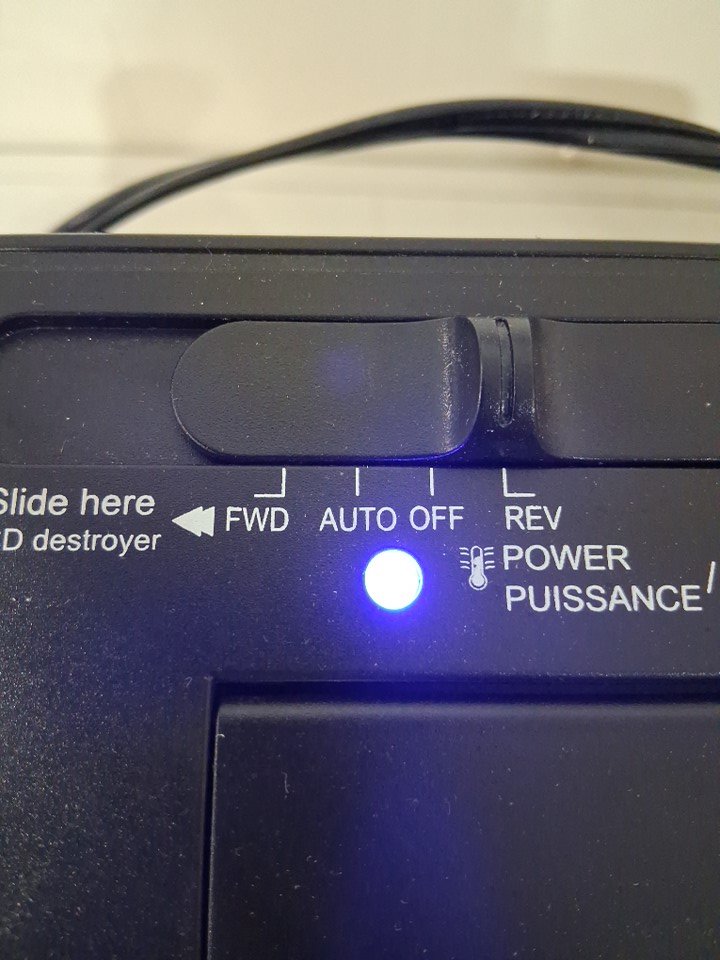 Slide here
FWD AUTO OFF REV
D destroyer
POWER
PUISSANCE /